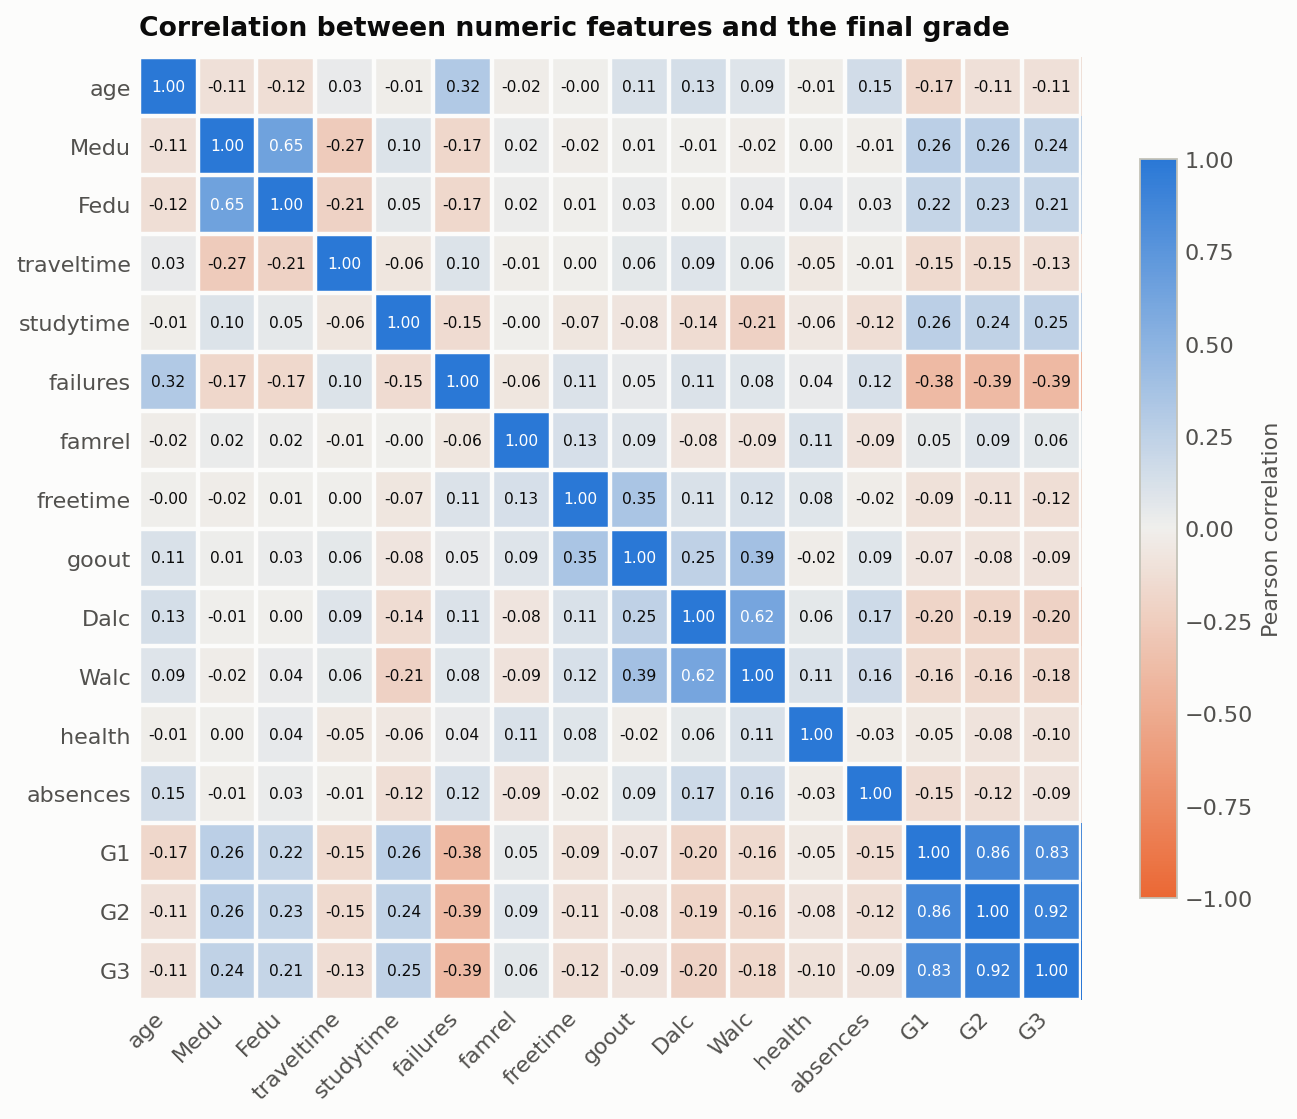 Correlation between numeric features and the final grade
age 1.00 -0.11 -0.12 0.03 -0.01 0.32 -0.02 -0.00 0.11 0.13 0.09 -0.01 0.15 -0.17 -0.11 -0.11
Medu -0.11 1.00 0.65 -0.27 0.10 -0.17 0.02 -0.02 0.01 -0.01 -0.02 0.00 -0.01 0.26 0.26 0.24
Fedu -0.12 0.65 1.00 -0.21 0.05 -0.17 0.02 0.01 0.03 0.00 0.04 0.04 0.03 0.22 0.23 0.21
traveltime 0.03 -0.27 -0.21 1.00 -0.06 0.10 -0.01 0.00 0.06 0.09 0.06 -0.05 -0.01 -0.15 -0.15 -0.13
studytime -0.01 0.10 0.05 -0.06 1.00 -0.15 -0.00 -0.07 -0.08 -0.14 -0.21 -0.06 -0.12 0.26 0.24 0.25
failures 0.32 -0.17 -0.17 0.10 -0.15 1.00 -0.06 0.11 0.05 0.11 0.08 0.04 0.12 -0.38 -0.39 -0.39
famrel -0.02 0.02 0.02 -0.01 -0.00 -0.06 1.00 0.13 0.09 -0.08 -0.09 0.11 -0.09 0.05 0.09 0.06
freetime -0.00 -0.02 0.01 0.00 -0.07 0.11 0.13 1.00 0.35 0.11 0.12 0.08 -0.02 -0.09 -0.11 -0.12
goout 0.11 0.01 0.03 0.06 -0.08 0.05 0.09 0.35 1.00 0.25 0.39 -0.02 0.09 -0.07 -0.08 -0.09
Dalc 0.13 -0.01 0.00 0.09 -0.14 0.11 -0.08 0.11 0.25 1.00 0.62 0.06 0.17 -0.20 -0.19 -0.20
Walc 0.09 -0.02 0.04 0.06 -0.21 0.08 -0.09 0.12 0.39 0.62 1.00 0.11 0.16 -0.16 -0.16 -0.18
health -0.01 0.00 0.04 -0.05 -0.06 0.04 0.11 0.08 -0.02 0.06 0.11 1.00 -0.03 -0.05 -0.08 -0.10
absences 0.15 -0.01 0.03 -0.01 -0.12 0.12 -0.09 -0.02 0.09 0.17 0.16 -0.03 1.00 -0.15 -0.12 -0.09
G1 -0.17 0.26 0.22 -0.15 0.26 -0.38 0.05 -0.09 -0.07 -0.20 -0.16 -0.05 -0.15 1.00 0.86 0.83
G2 -0.11 0.26 0.23 -0.15 0.24 -0.39 0.09 -0.11 -0.08 -0.19 -0.16 -0.08 -0.12 0.86 1.00 0.92
G3 -0.11 0.24 0.21 -0.13 0.25 -0.39 0.06 -0.12 -0.09 -0.20 -0.18 -0.10 -0.09 0.83 0.92 1.00
age Medu Fedu traveltime studytime failures famrel freetime goout Dalc Walc health absences G1 G2 G3
1.00
0.75
0.50
0.25
0.00
−0.25
−0.50
−0.75
−1.00
Pearson correlation